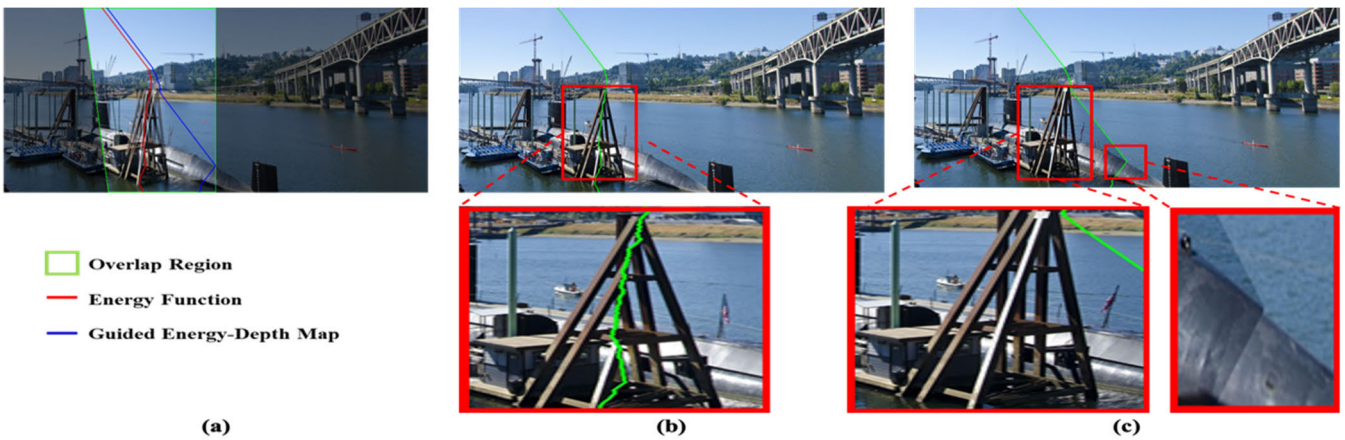 Overlap Region
Energy Function
Guided Energy-Depth Map
(a)
(b)
(c)